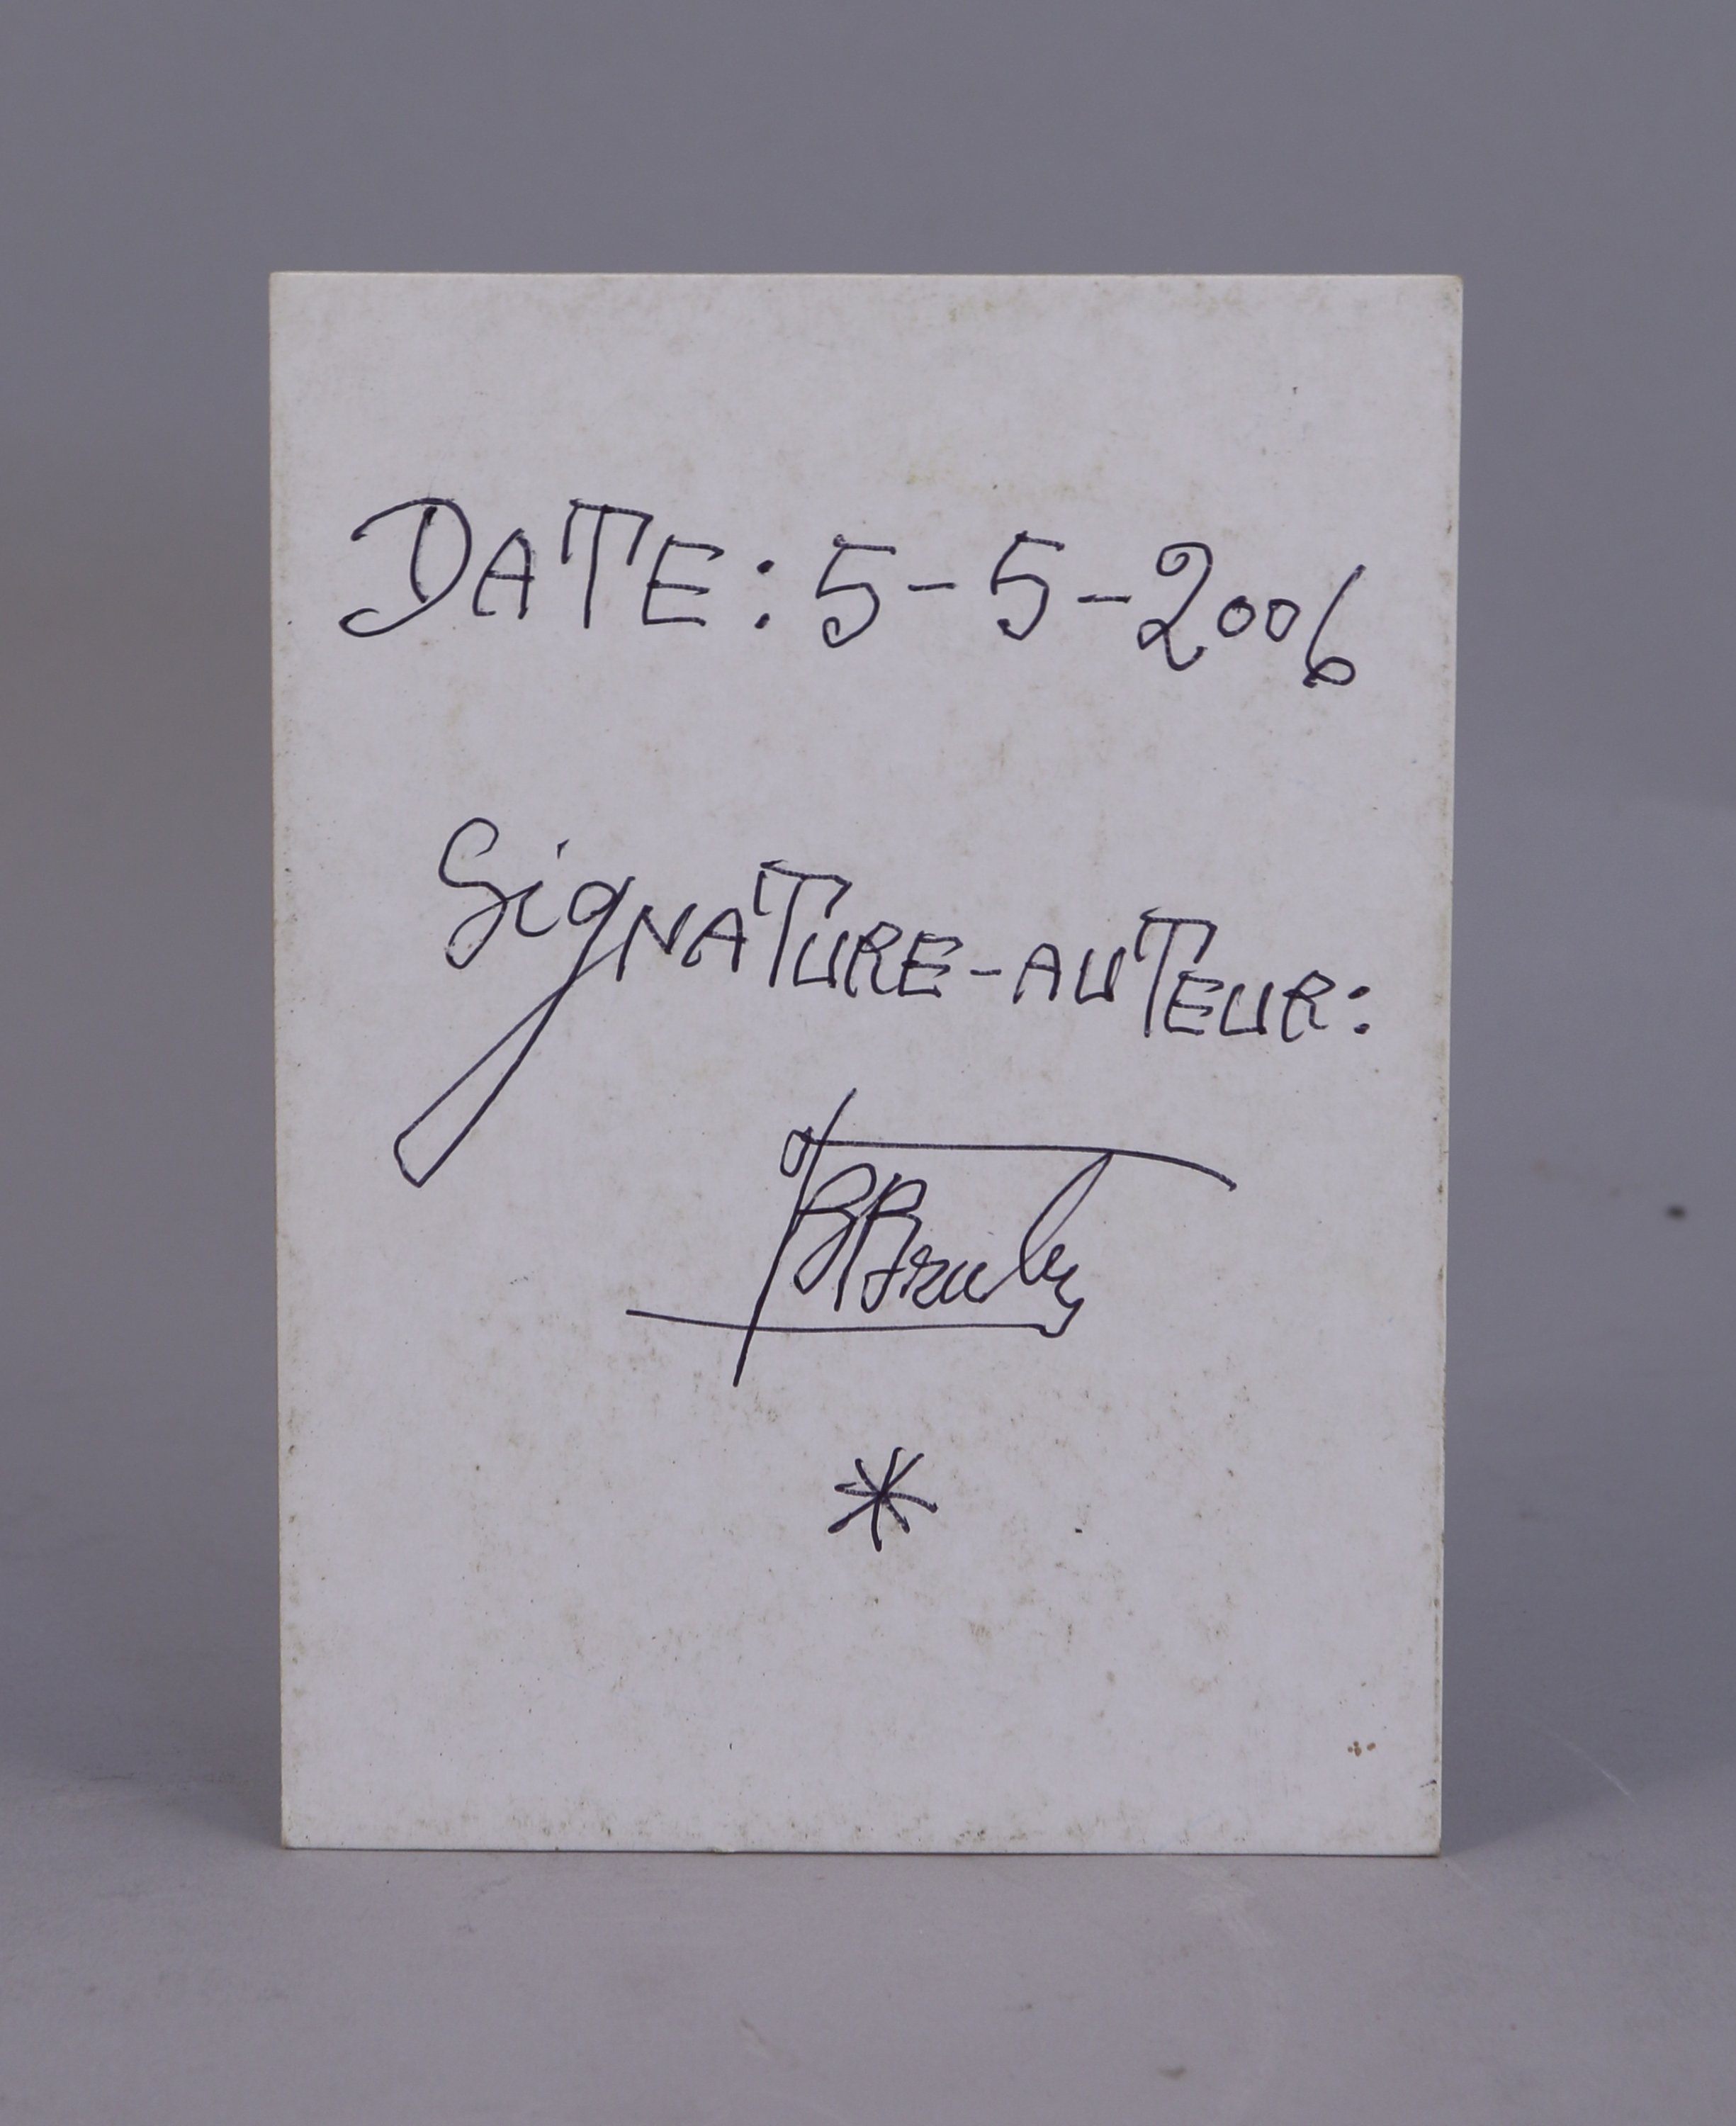 DATE: 5-5-2006
SigNATURE-AUTEUR:
*